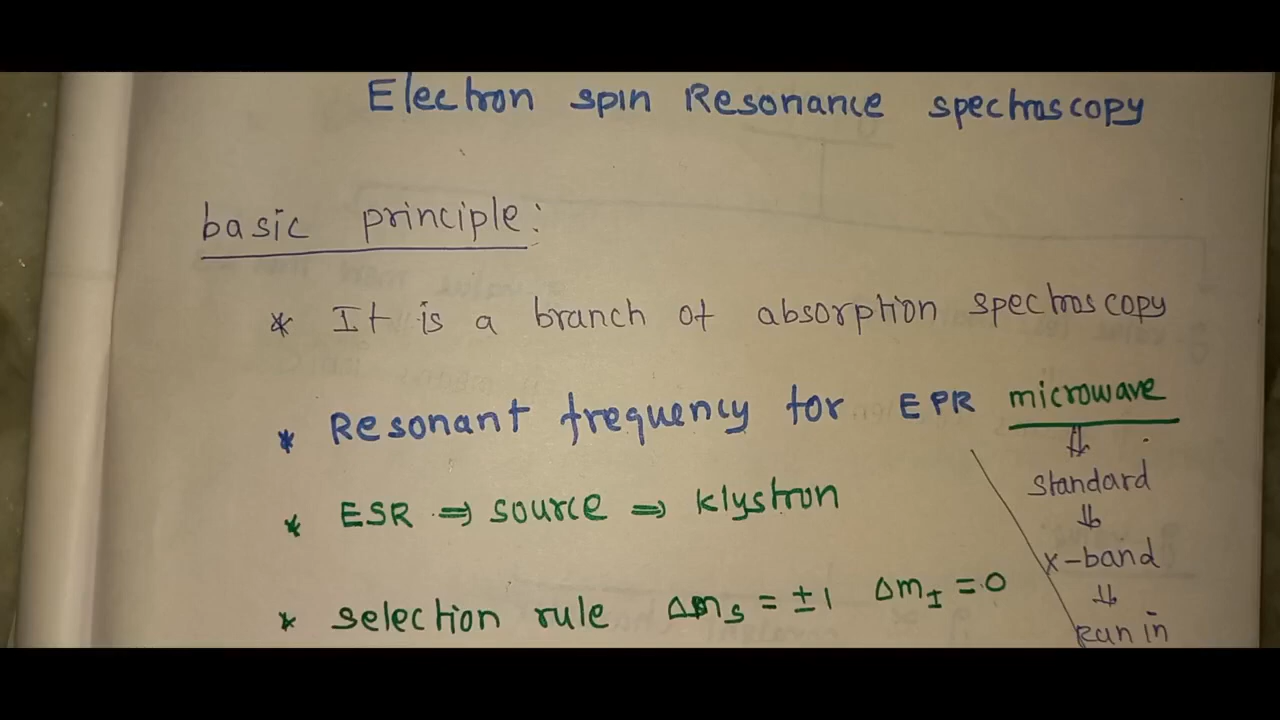 Electron spin Resonance spectroscopy
basic principle:
* It is a branch of absorption spectroscopy
* Resonant frequency for EPR microwave
⇓
standard
⇓
x-band
⇓
Run in
* ESR ⇒ source ⇒ klystron
* selection rule Δms = ±1 ΔmI = 0